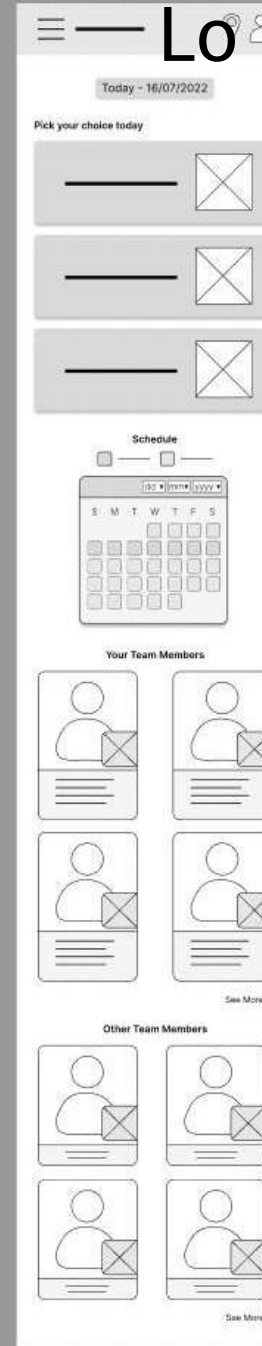 Lo
Today - 16/07/2022
Pick your choice today
Schedule
dd mm yyyy
S M T W T F S
Your Team Members
See More
Other Team Members
See More